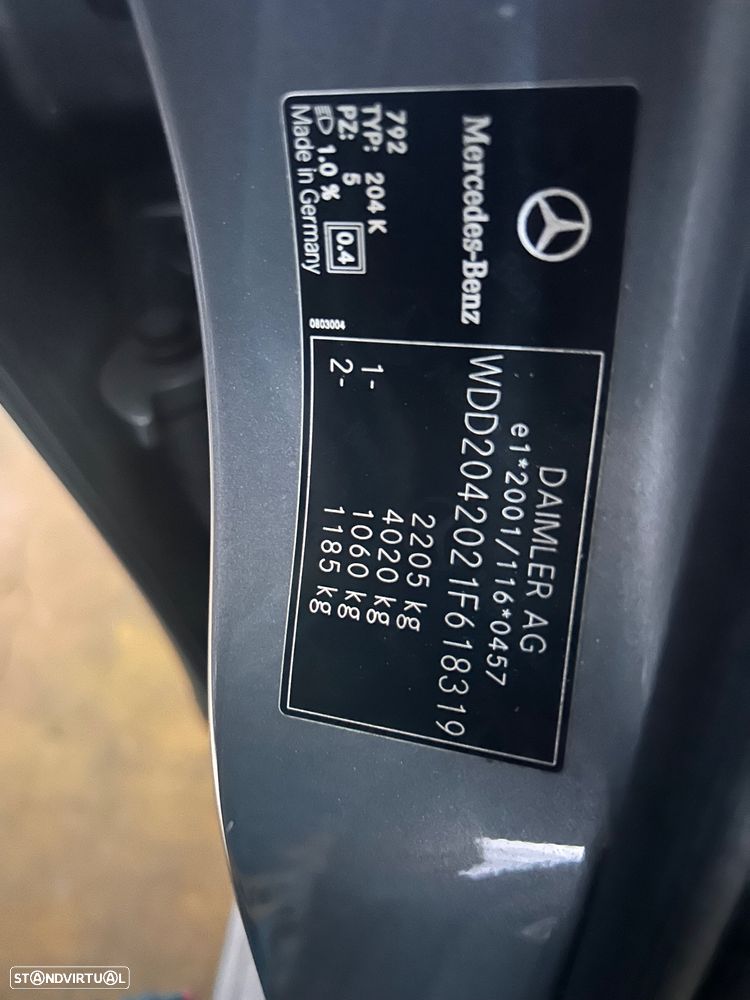 Mercedes-Benz
792
TYP: 204 K
PZ: 5 0.4
1.0 %
Made in Germany
0803004
DAIMLER AG
e1*2001/116*0457
WDD2042021F618319
2205 kg
4020 kg
1- 1060 kg
2- 1185 kg
STANDVIRTUAL